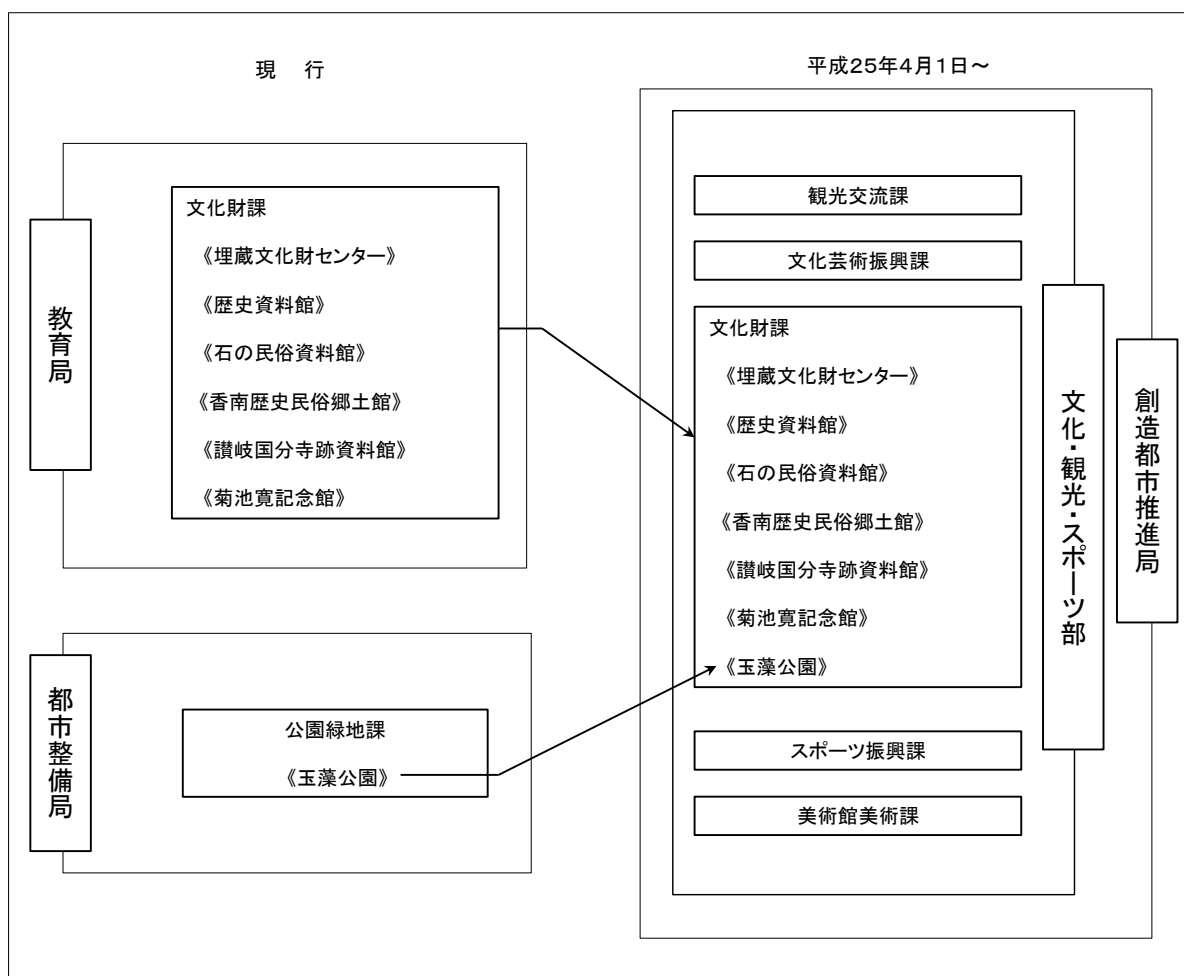 現 行
教育局
文化財課
《埋蔵文化財センター》
《歴史資料館》
《石の民俗資料館》
《香南歴史民俗郷土館》
《讃岐国分寺跡資料館》
《菊池寛記念館》
都市整備局
公園緑地課
《玉藻公園》
平成25年4月1日~
観光交流課
文化芸術振興課
文化財課
《埋蔵文化財センター》
《歴史資料館》
《石の民俗資料館》
《香南歴史民俗郷土館》
《讃岐国分寺跡資料館》
《菊池寛記念館》
《玉藻公園》
スポーツ振興課
美術館美術課
文化・観光・スポーツ部
創造都市推進局